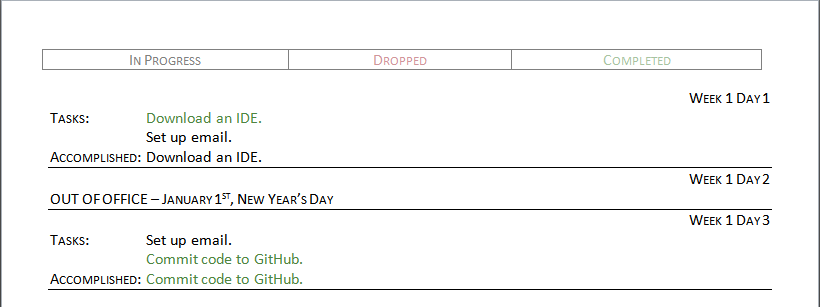 In Progress Dropped Completed
Week 1 Day 1
Tasks: Download an IDE.
Set up email.
Accomplished: Download an IDE.
Week 1 Day 2
OUT OF OFFICE – January 1st, New Year's Day
Week 1 Day 3
Tasks: Set up email.
Commit code to GitHub.
Accomplished: Commit code to GitHub.